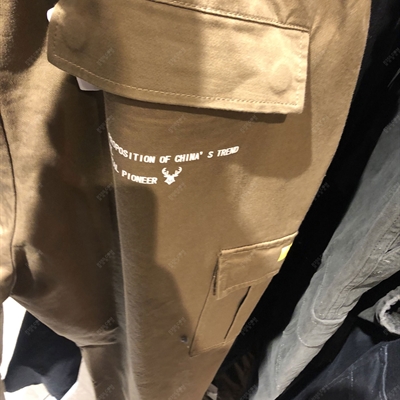 POSITION OF CHINA'S TREND
PIONEER